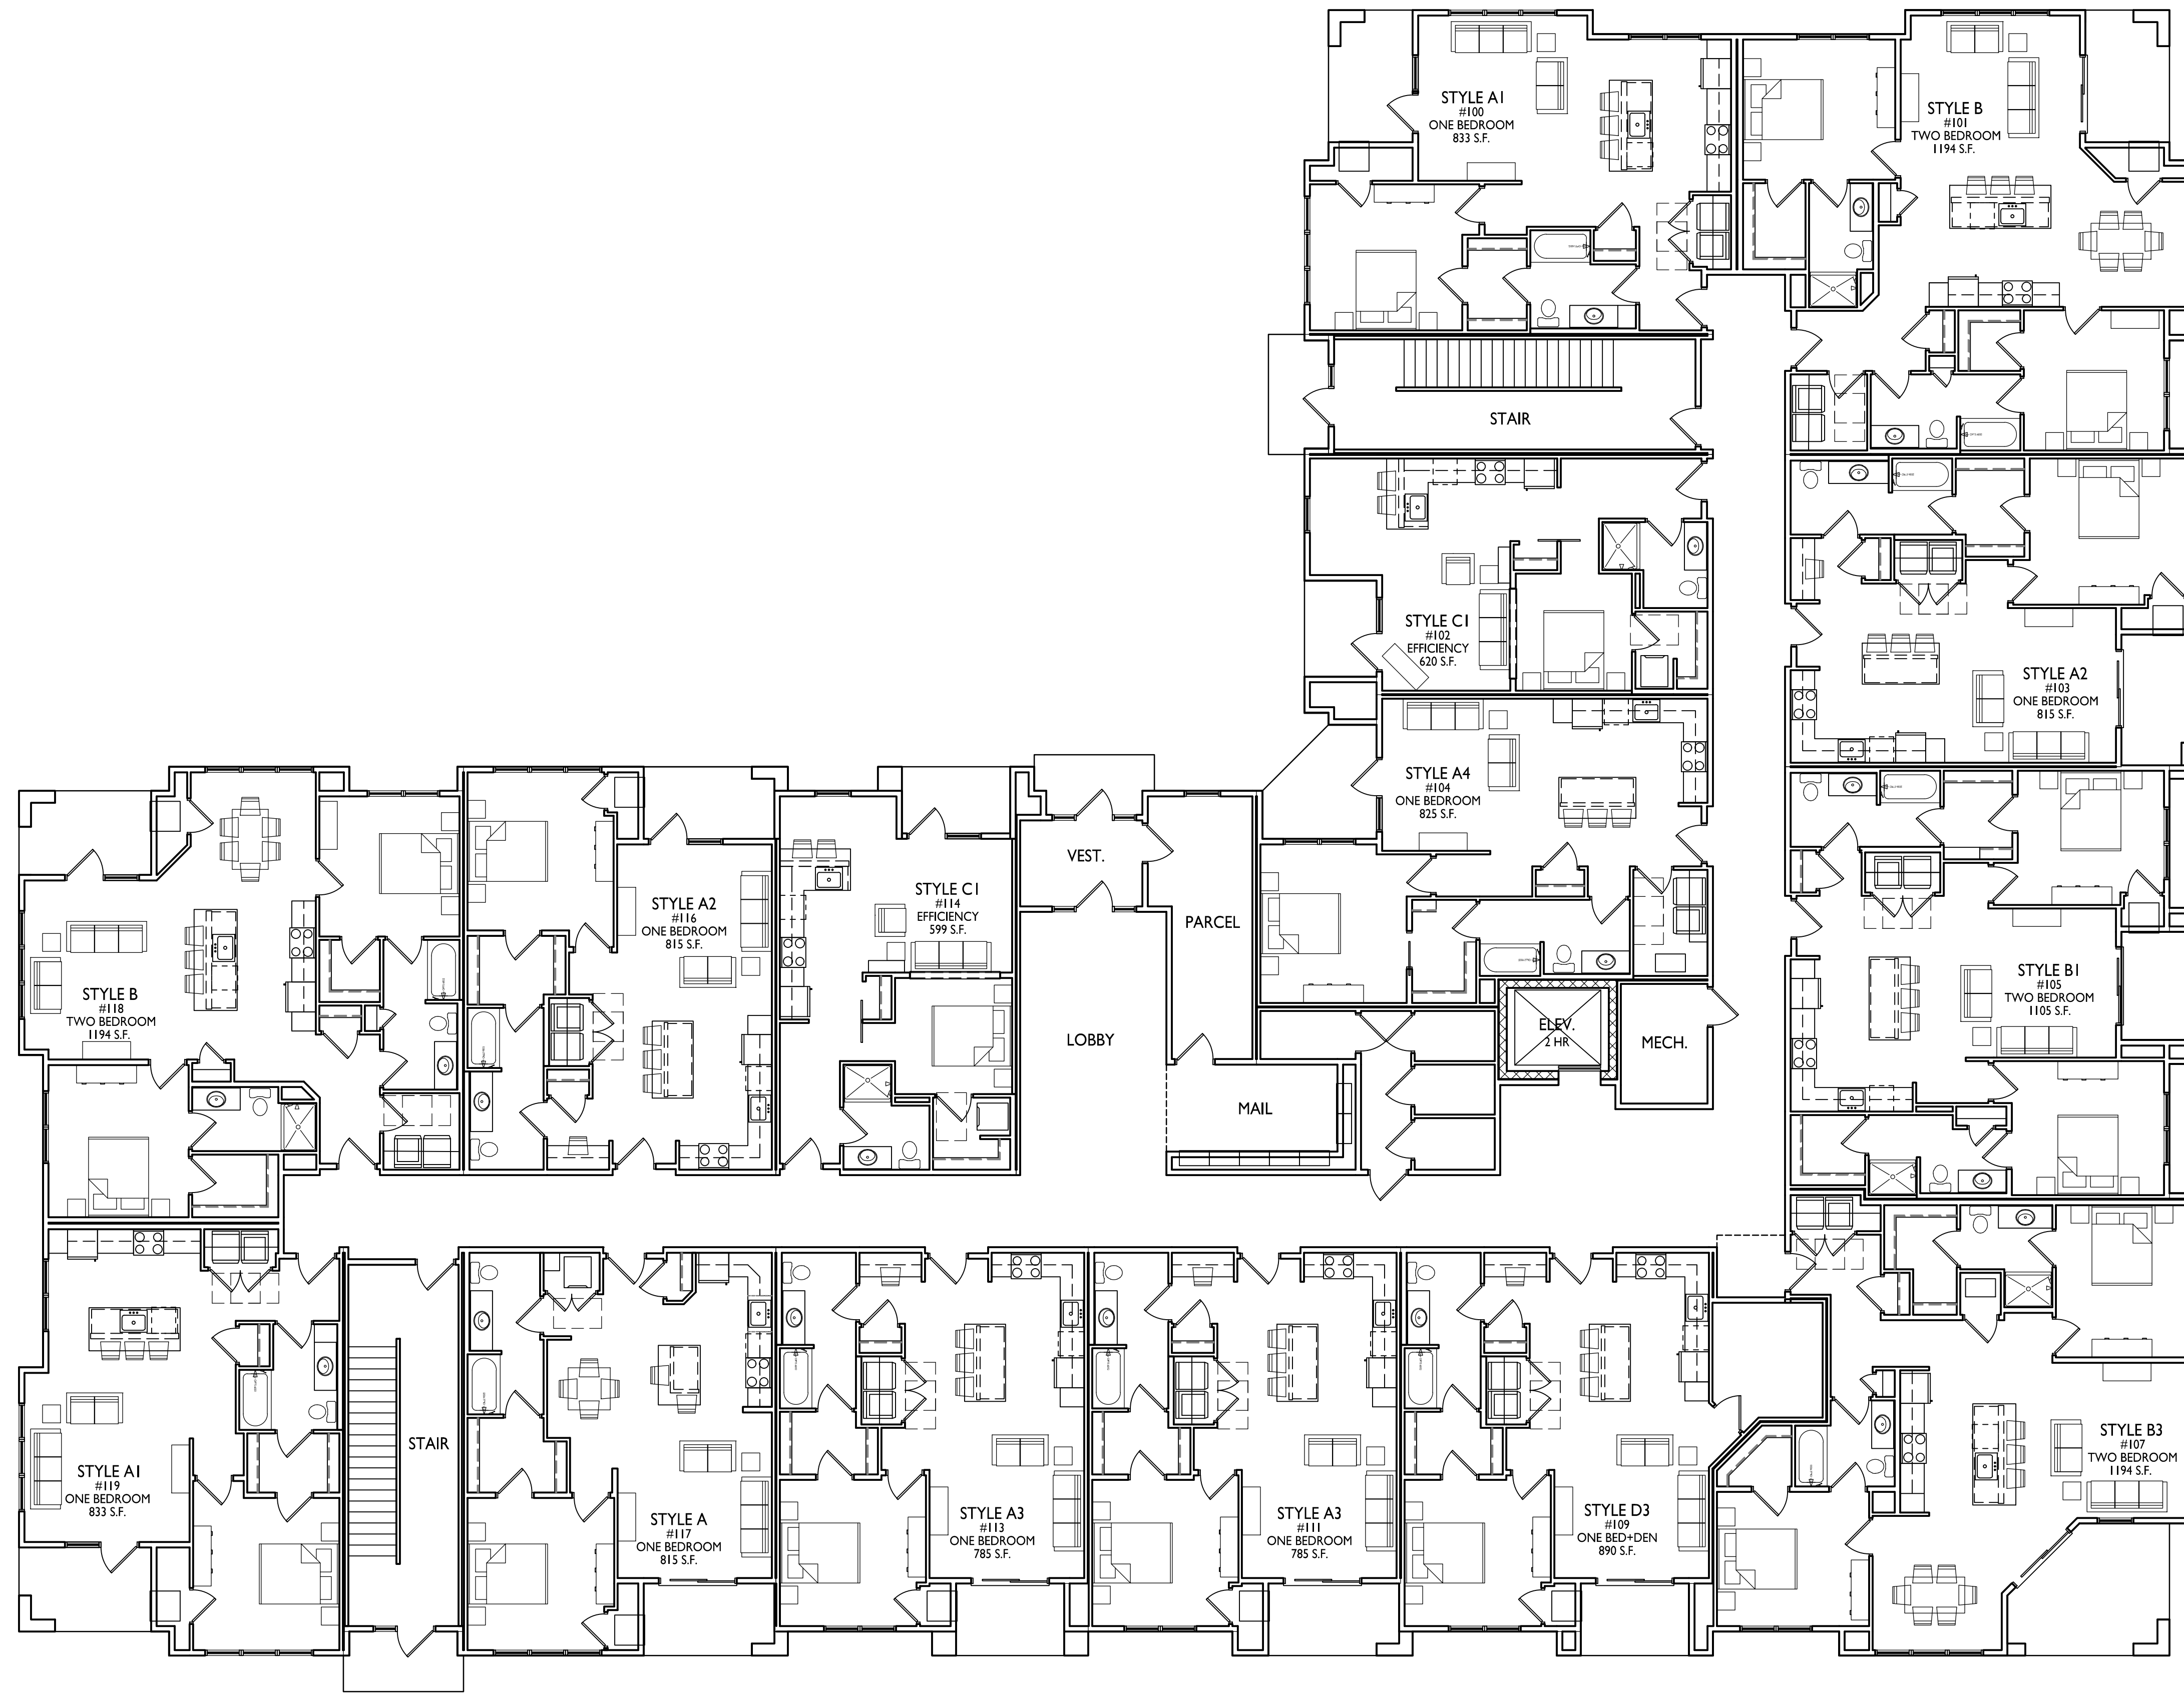 STYLE A1
#100
ONE BEDROOM
833 S.F.
STYLE B
#101
TWO BEDROOM
1194 S.F.
STAIR
STYLE C1
#102
EFFICIENCY
620 S.F.
STYLE A2
#103
ONE BEDROOM
815 S.F.
STYLE A4
#104
ONE BEDROOM
825 S.F.
VEST.
PARCEL
STYLE C1
#114
EFFICIENCY
599 S.F.
STYLE A2
#116
ONE BEDROOM
815 S.F.
STYLE B
#118
TWO BEDROOM
1194 S.F.
LOBBY
ELEV.
2 HR
MECH.
STYLE B1
#105
TWO BEDROOM
1105 S.F.
MAIL
STAIR
STYLE A1
#119
ONE BEDROOM
833 S.F.
STYLE A
#117
ONE BEDROOM
815 S.F.
STYLE A3
#113
ONE BEDROOM
785 S.F.
STYLE A3
#111
ONE BEDROOM
785 S.F.
STYLE D3
#109
ONE BED+DEN
890 S.F.
STYLE B3
#107
TWO BEDROOM
1194 S.F.